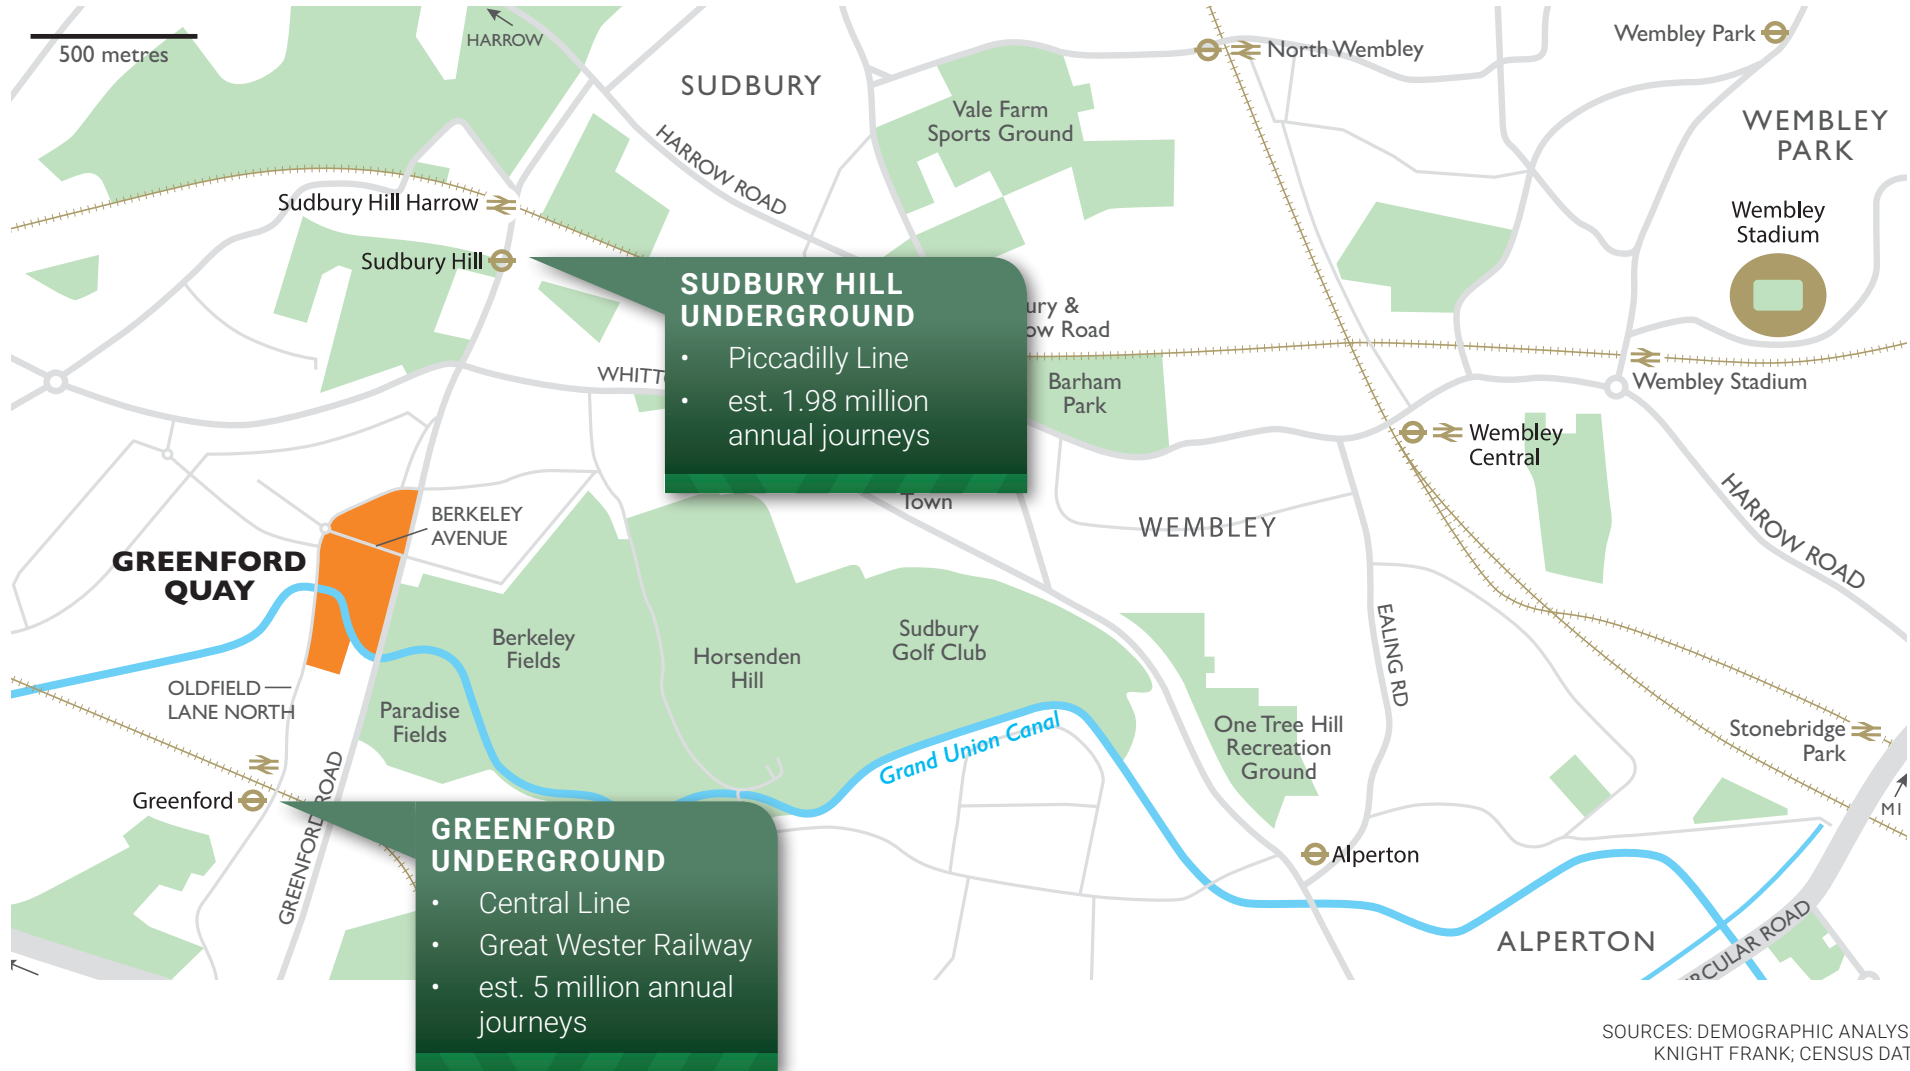 500 metres
HARROW
SUDBURY
North Wembley
Wembley Park
Vale Farm
Sports Ground
WEMBLEY
PARK
HARROW ROAD
Sudbury Hill Harrow
Wembley
Stadium
Sudbury Hill
SUDBURY HILL
UNDERGROUND
• Piccadilly Line
• est. 1.98 million
annual journeys
ury &
ow Road
WHITT
Barham
Park
Wembley Stadium
Wembley
Central
HARROW ROAD
Town
WEMBLEY
BERKELEY
AVENUE
GREENFORD
QUAY
Berkeley
Fields
Horsenden
Hill
Sudbury
Golf Club
EALING RD
OLDFIELD
LANE NORTH
Paradise
Fields
Grand Union Canal
One Tree Hill
Recreation
Ground
Stonebridge
Park
M1
Greenford
GREENFORD ROAD
GREENFORD
UNDERGROUND
• Central Line
• Great Wester Railway
• est. 5 million annual
journeys
Alperton
ALPERTON
RCULAR ROAD
SOURCES: DEMOGRAPHIC ANALYS
KNIGHT FRANK; CENSUS DAT